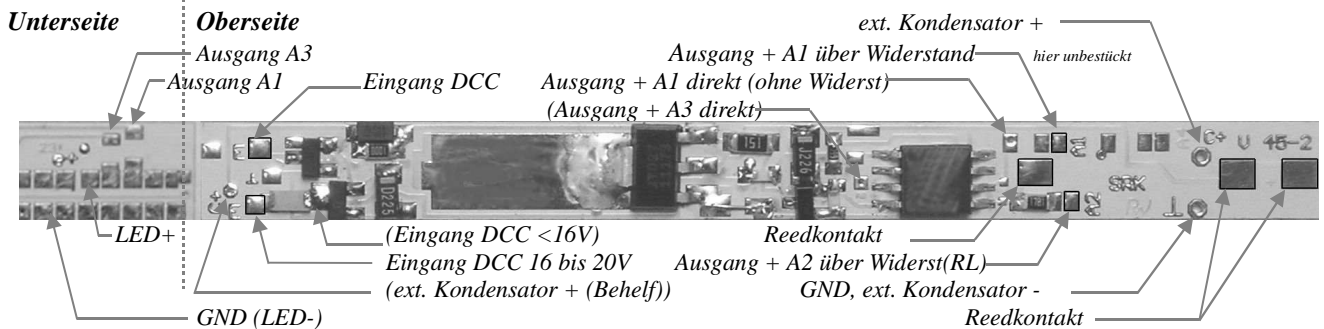 Unterseite Oberseite
ext. Kondensator +
Ausgang A3
Ausgang + A1 über Widerstand
hier unbestückt
Ausgang A1
Eingang DCC
Ausgang + A1 direkt (ohne Widerst)
(Ausgang + A3 direkt)
C+ V 45-2
151
J226
D225
SRK
LED+
(Eingang DCC <16V)
Reedkontakt
Eingang DCC 16 bis 20V
Ausgang + A2 über Widerst(RL)
(ext. Kondensator + (Behelf))
GND, ext. Kondensator -
GND (LED-)
Reedkontakt